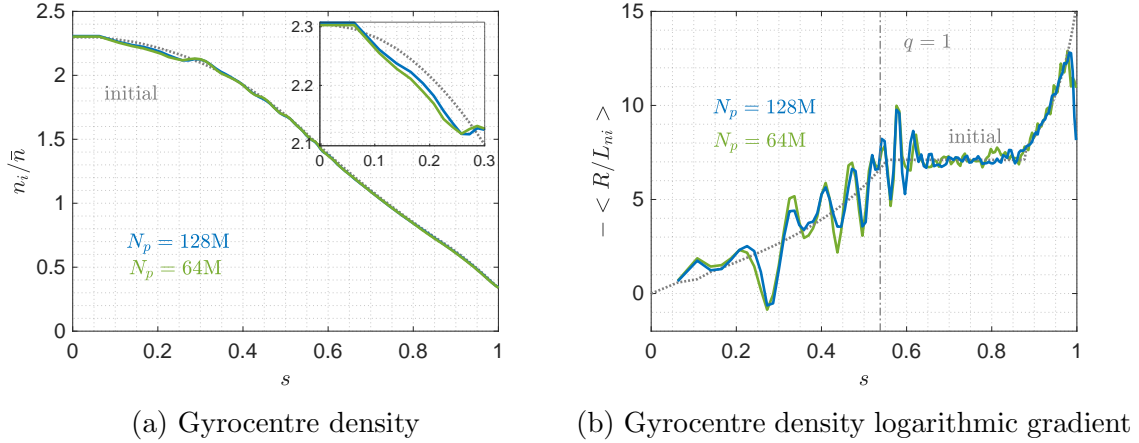 2.5
2
1.5
1
0.5
0
0 0.2 0.4 0.6 0.8 1
s
n_i/n̄
initial
N_p = 128M
N_p = 64M
2.3
2.2
2.1
0 0.1 0.2 0.3
15
10
5
0
0 0.2 0.4 0.6 0.8 1
s
− < R/L_{ni} >
q = 1
N_p = 128M
N_p = 64M
initial
(a) Gyrocentre density
(b) Gyrocentre density logarithmic gradient